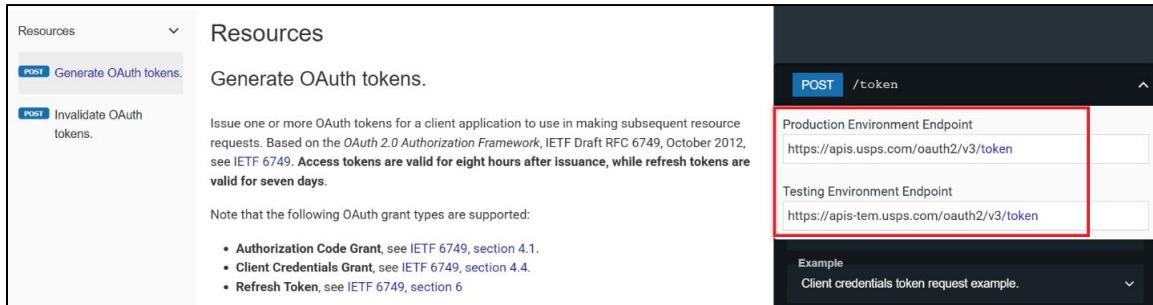 Resources
POST Generate OAuth tokens.
POST Invalidate OAuth
tokens.
Resources
Generate OAuth tokens.
Issue one or more OAuth tokens for a client application to use in making subsequent resource
requests. Based on the OAuth 2.0 Authorization Framework, IETF Draft RFC 6749, October 2012,
see IETF 6749. Access tokens are valid for eight hours after issuance, while refresh tokens are
valid for seven days.
Note that the following OAuth grant types are supported:
• Authorization Code Grant, see IETF 6749, section 4.1.
• Client Credentials Grant, see IETF 6749, section 4.4.
• Refresh Token, see IETF 6749, section 6
POST /token
Production Environment Endpoint
https://apis.usps.com/oauth2/v3/token
Testing Environment Endpoint
https://apis-tem.usps.com/oauth2/v3/token
Example
Client credentials token request example.